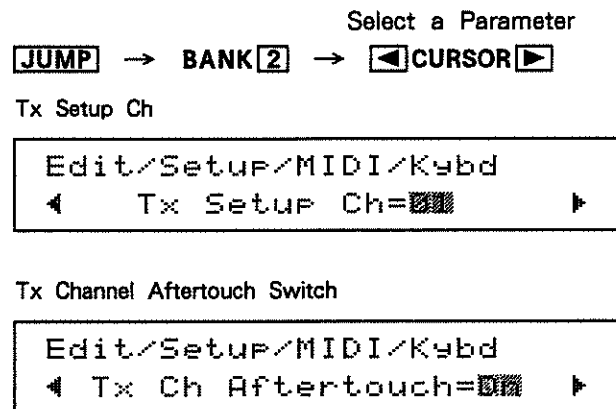 Select a Parameter
JUMP → BANK 2 → ◀ CURSOR ▶
Tx Setup Ch
Edit/Setup/MIDI/Kybd
◀ Tx Setup Ch=01 ▶
Tx Channel Aftertouch Switch
Edit/Setup/MIDI/Kybd
◀ Tx Ch Aftertouch=On ▶